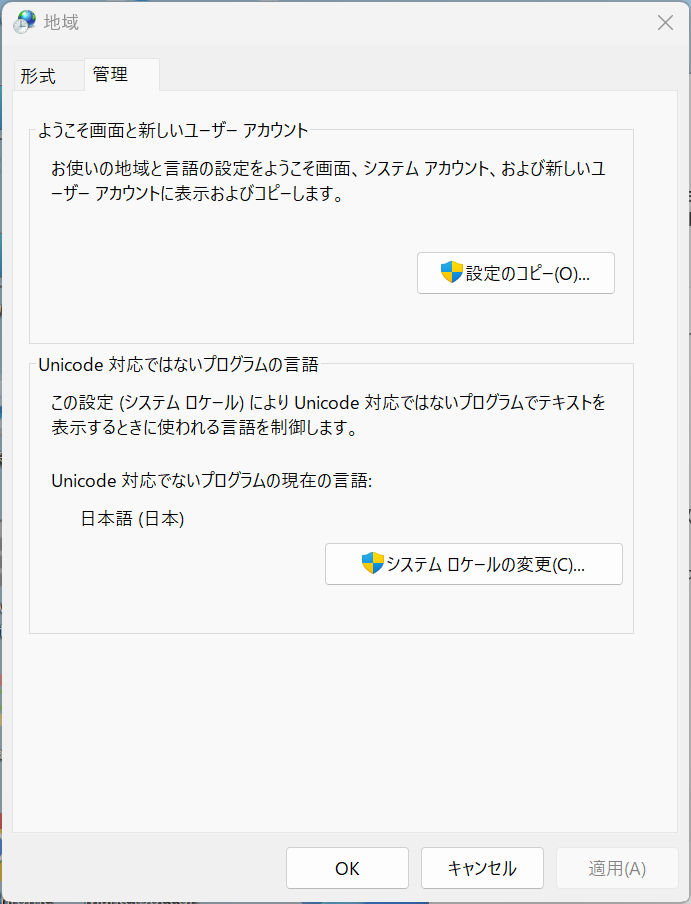 地域
形式
管理
ようこそ画面と新しいユーザー アカウント
お使いの地域と言語の設定をようこそ画面、システム アカウント、および新しいユ
ーザー アカウントに表示およびコピーします。
設定のコピー(O)...
Unicode 対応ではないプログラムの言語
この設定 (システム ロケール) により Unicode 対応ではないプログラムでテキストを
表示するときに使われる言語を制御します。
Unicode 対応でないプログラムの現在の言語:
日本語 (日本)
システム ロケールの変更(C)...
OK
キャンセル
適用(A)